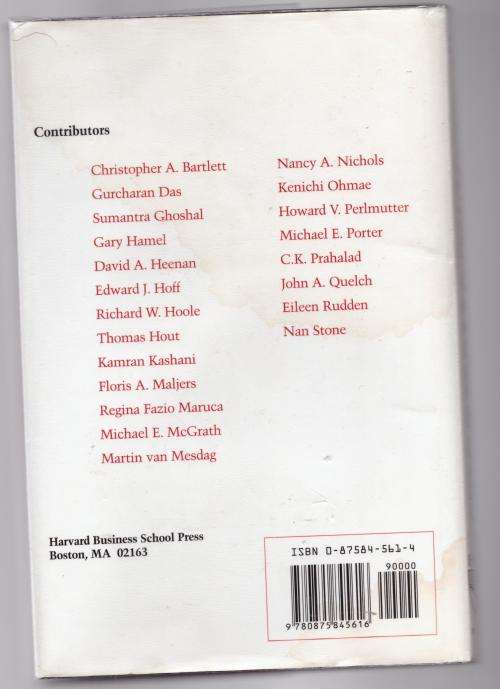 Contributors
Christopher A. Bartlett
Gurcharan Das
Sumantra Ghoshal
Gary Hamel
David A. Heenan
Edward J. Hoff
Richard W. Hoole
Thomas Hout
Kamran Kashani
Floris A. Maljers
Regina Fazio Maruca
Michael E. McGrath
Martin van Mesdag
Nancy A. Nichols
Kenichi Ohmae
Howard V. Perlmutter
Michael E. Porter
C.K. Prahalad
John A. Quelch
Eileen Rudden
Nan Stone
Harvard Business School Press
Boston, MA 02163
ISBN 0-87584-561-4
90000
9 780875 845616